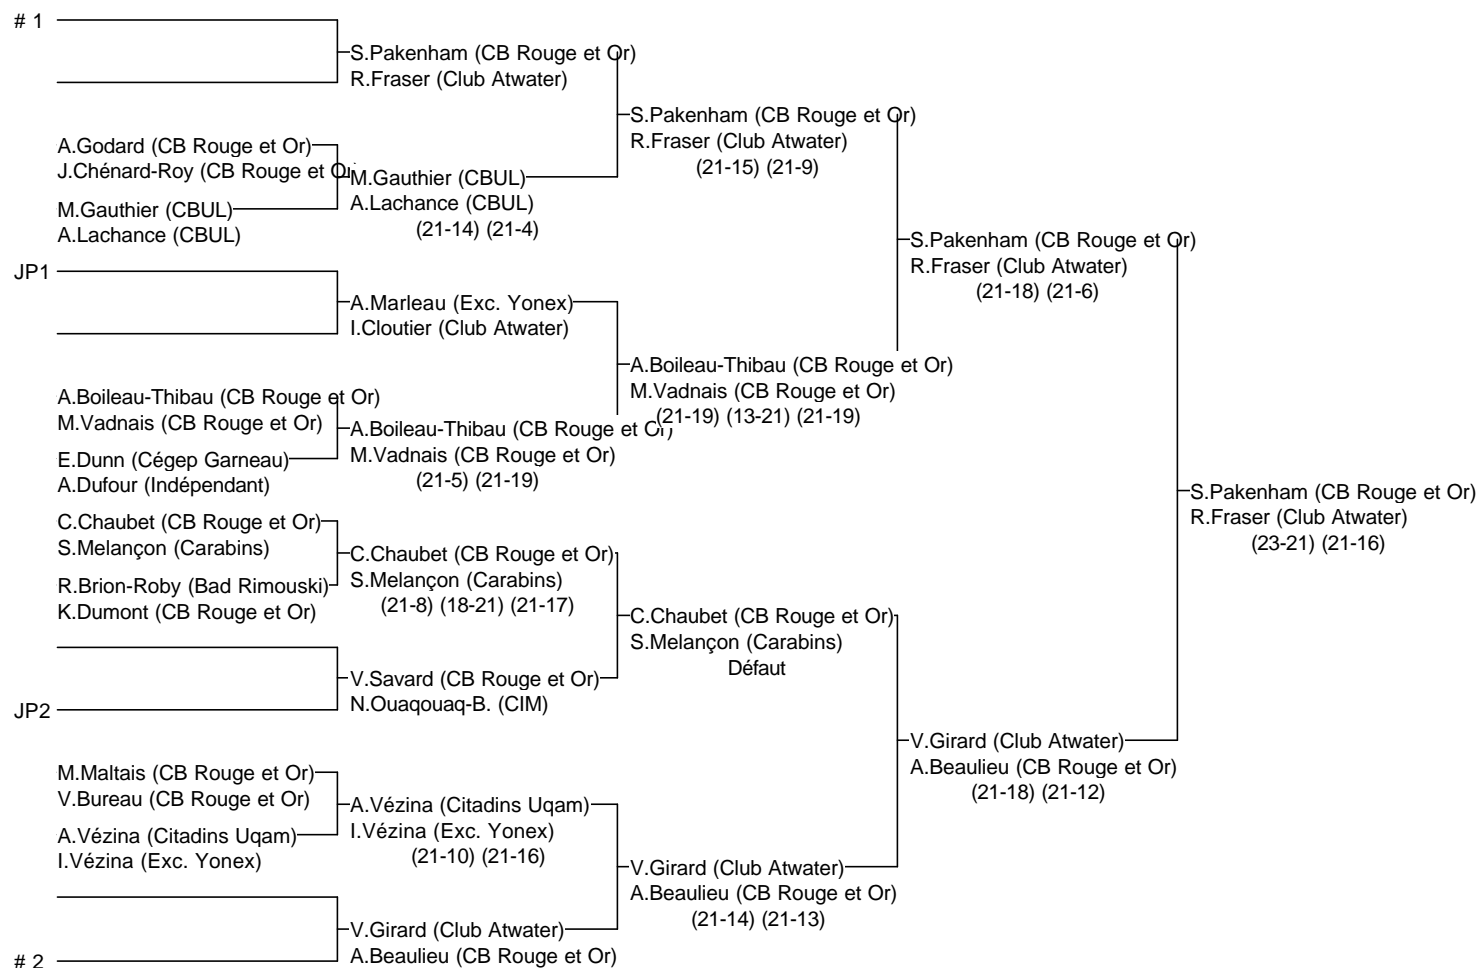 # 1
S.Pakenham (CB Rouge et Or)
R.Fraser (Club Atwater)
S.Pakenham (CB Rouge et Or)
R.Fraser (Club Atwater)
(21-15) (21-9)
A.Godard (CB Rouge et Or)
J.Chénard-Roy (CB Rouge et Or)
M.Gauthier (CBUL)
A.Lachance (CBUL)
(21-14) (21-4)
M.Gauthier (CBUL)
A.Lachance (CBUL)
S.Pakenham (CB Rouge et Or)
R.Fraser (Club Atwater)
(21-18) (21-6)
JP1
A.Marleau (Exc. Yonex)
I.Cloutier (Club Atwater)
A.Boileau-Thibau (CB Rouge et Or)
M.Vadnais (CB Rouge et Or)
(21-19) (13-21) (21-19)
A.Boileau-Thibau (CB Rouge et Or)
M.Vadnais (CB Rouge et Or)
A.Boileau-Thibau (CB Rouge et Or)
M.Vadnais (CB Rouge et Or)
(21-5) (21-19)
E.Dunn (Cégep Garneau)
A.Dufour (Indépendant)
S.Pakenham (CB Rouge et Or)
R.Fraser (Club Atwater)
(23-21) (21-16)
C.Chaubet (CB Rouge et Or)
S.Melançon (Carabins)
C.Chaubet (CB Rouge et Or)
S.Melançon (Carabins)
(21-8) (18-21) (21-17)
R.Brion-Roby (Bad Rimouski)
K.Dumont (CB Rouge et Or)
C.Chaubet (CB Rouge et Or)
S.Melançon (Carabins)
Défaut
V.Savard (CB Rouge et Or)
N.Ouaqouaq-B. (CIM)
JP2
V.Girard (Club Atwater)
A.Beaulieu (CB Rouge et Or)
(21-18) (21-12)
M.Maltais (CB Rouge et Or)
V.Bureau (CB Rouge et Or)
A.Vézina (Citadins Uqam)
I.Vézina (Exc. Yonex)
(21-10) (21-16)
A.Vézina (Citadins Uqam)
I.Vézina (Exc. Yonex)
V.Girard (Club Atwater)
A.Beaulieu (CB Rouge et Or)
(21-14) (21-13)
V.Girard (Club Atwater)
A.Beaulieu (CB Rouge et Or)
# 2